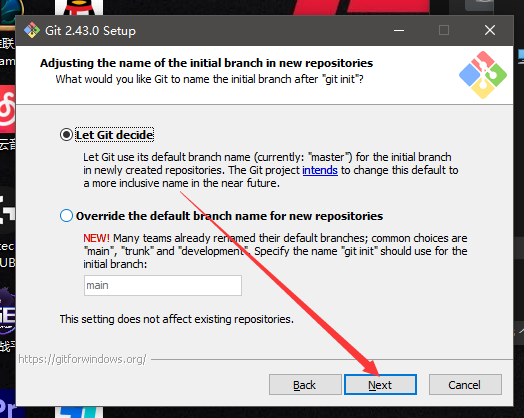 Git 2.43.0 Setup
Adjusting the name of the initial branch in new repositories
What would you like Git to name the initial branch after "git init"?
Let Git decide
Let Git use its default branch name (currently: "master") for the initial branch
in newly created repositories. The Git project intends to change this default to
a more inclusive name in the near future.
Override the default branch name for new repositories
NEW! Many teams already renamed their default branches; common choices are
"main", "trunk" and "development". Specify the name "git init" should use for the
initial branch:
main
This setting does not affect existing repositories.
https://gitforwindows.org/
Back
Next
Cancel